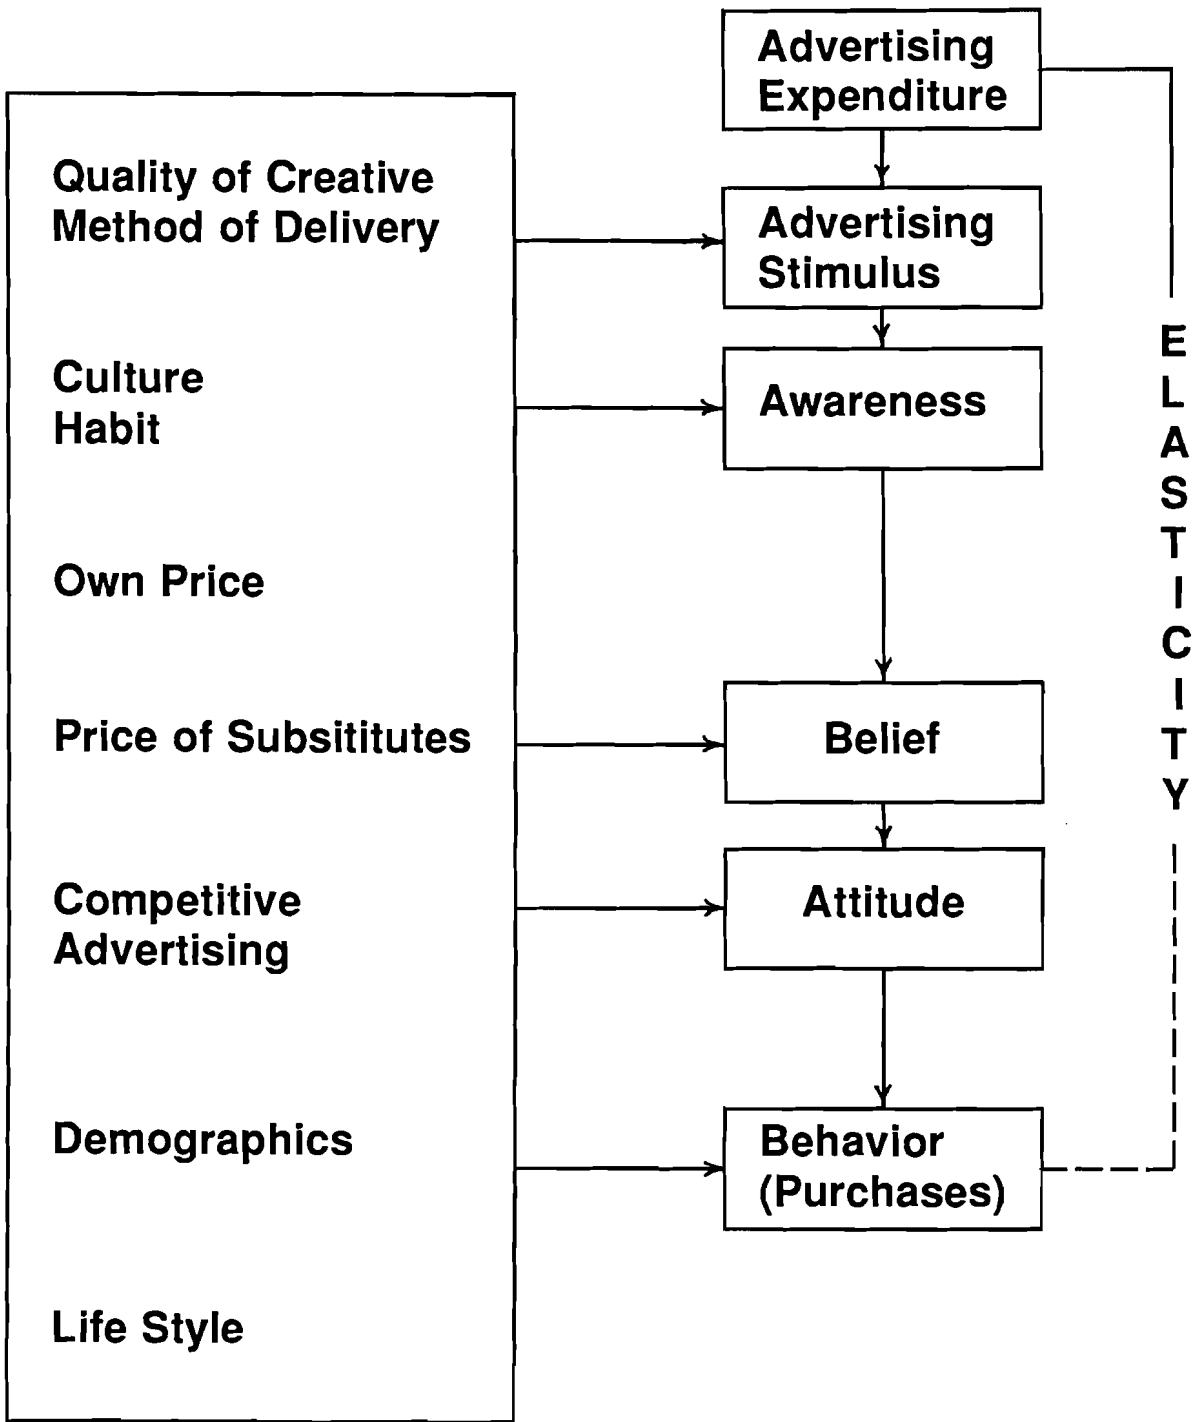 Advertising
Expenditure
Quality of Creative
Method of Delivery
Advertising
Stimulus
Culture
Habit
Awareness
Own Price
Price of Subsititutes
Belief
Competitive
Advertising
Attitude
Demographics
Behavior
(Purchases)
Life Style
ELASTICITY